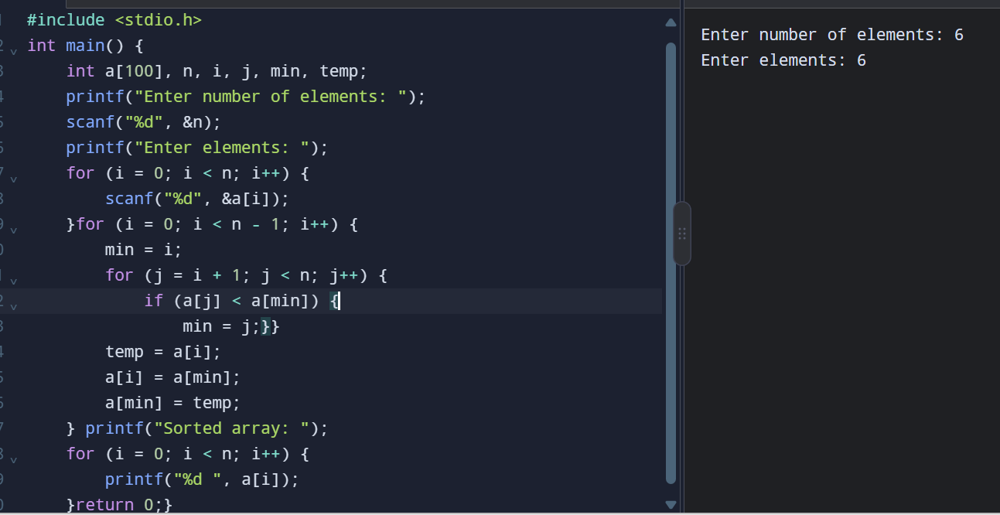 #include <stdio.h>
int main() {
    int a[100], n, i, j, min, temp;
    printf("Enter number of elements: ");
    scanf("%d", &n);
    printf("Enter elements: ");
    for (i = 0; i < n; i++) {
        scanf("%d", &a[i]);
    }for (i = 0; i < n - 1; i++) {
        min = i;
        for (j = i + 1; j < n; j++) {
            if (a[j] < a[min]) {
                min = j;}}
        temp = a[i];
        a[i] = a[min];
        a[min] = temp;
    } printf("Sorted array: ");
    for (i = 0; i < n; i++) {
        printf("%d ", a[i]);
    }return 0;}
Enter number of elements: 6
Enter elements: 6